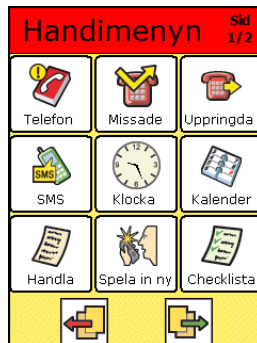 Handimenyn
Sid
1/2
Telefon
Missade
Uppringda
SMS
SMS
Klocka
Kalender
Handla
Spela in ny
Checklista